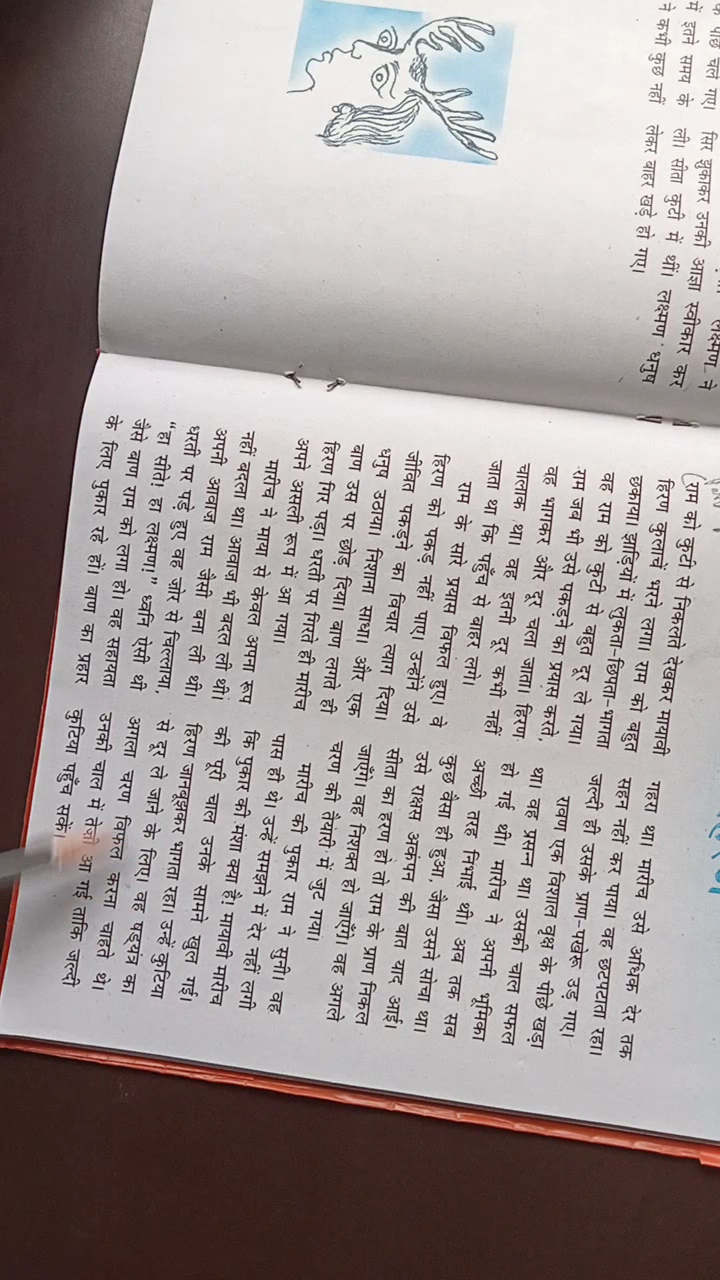 के पीछे चले गए।
में इतने समय के
ने कभी कुछ नहीं
लक्ष्मण ने
सिर झुकाकर उनकी आज्ञा स्वीकार कर
ली। सीता कुटी में थीं। लक्ष्मण धनुष
लेकर बाहर खड़े हो गए।
राम को कुटी से निकलते देखकर मायावी
हिरण कुलाचें भरने लगा। राम को बहुत
छकाया। झाड़ियों में लुकता-छिपता-भागता
वह राम को कुटी से बहुत दूर ले गया।
राम जब भी उसे पकड़ने का प्रयास करते,
वह भागकर और दूर चला जाता। हिरण
चालाक था। वह इतनी दूर कभी नहीं
जाता था कि पहुँच से बाहर लगे।
राम के सारे प्रयास विफल हुए। वे
हिरण को पकड़ नहीं पाए। उन्होंने उसे
जीवित पकड़ने का विचार त्याग दिया।
धनुष उठाया। निशाना साधा। और एक
बाण उस पर छोड़ दिया। बाण लगते ही
हिरण गिर पड़ा। धरती पर गिरते ही मारीच
अपने असली रूप में आ गया।
मारीच ने माया से केवल अपना रूप
नहीं बदला था। आवाज़ भी बदल ली थी।
अपनी आवाज़ राम जैसी बना ली थी।
धरती पर पड़े हुए वह जोर से चिल्लाया,
“हा सीते! हा लक्ष्मण!” ध्वनि ऐसी थी
जैसे बाण राम को लगा हो। वह सहायता
के लिए पुकार रहे हों। बाण का प्रहार
गहरा था। मारीच उसे अधिक देर तक
सहन नहीं कर पाया। वह छटपटाता रहा।
जल्दी ही उसके प्राण-पखेरू उड़ गए।
रावण एक विशाल वृक्ष के पीछे खड़ा
था। वह प्रसन्न था। उसकी चाल सफल
हो गई थी। मारीच ने अपनी भूमिका
अच्छी तरह निभाई थी। अब तक सब
कुछ वैसा ही हुआ, जैसा उसने सोचा था।
उसे राक्षस अकंपन की बात याद आई।
सीता का हरण हो तो राम के प्राण निकल
जाएँगे। वह निश्शक्त हो जाएँगे। वह अगले
चरण की तैयारी में जुट गया।
मारीच की पुकार राम ने सुनी। वह
पास ही थे। उन्हें समझने में देर नहीं लगी
कि पुकार की मंशा क्या है! मायावी मारीच
की पूरी चाल उनके सामने खुल गई।
हिरण जानबूझकर भागता रहा। उन्हें कुटिया
से दूर ले जाने के लिए। वह षड्यंत्र का
अगला चरण विफल करना चाहते थे।
उनकी चाल में तेज़ी आ गई ताकि जल्दी
कुटिया पहुँच सकें।